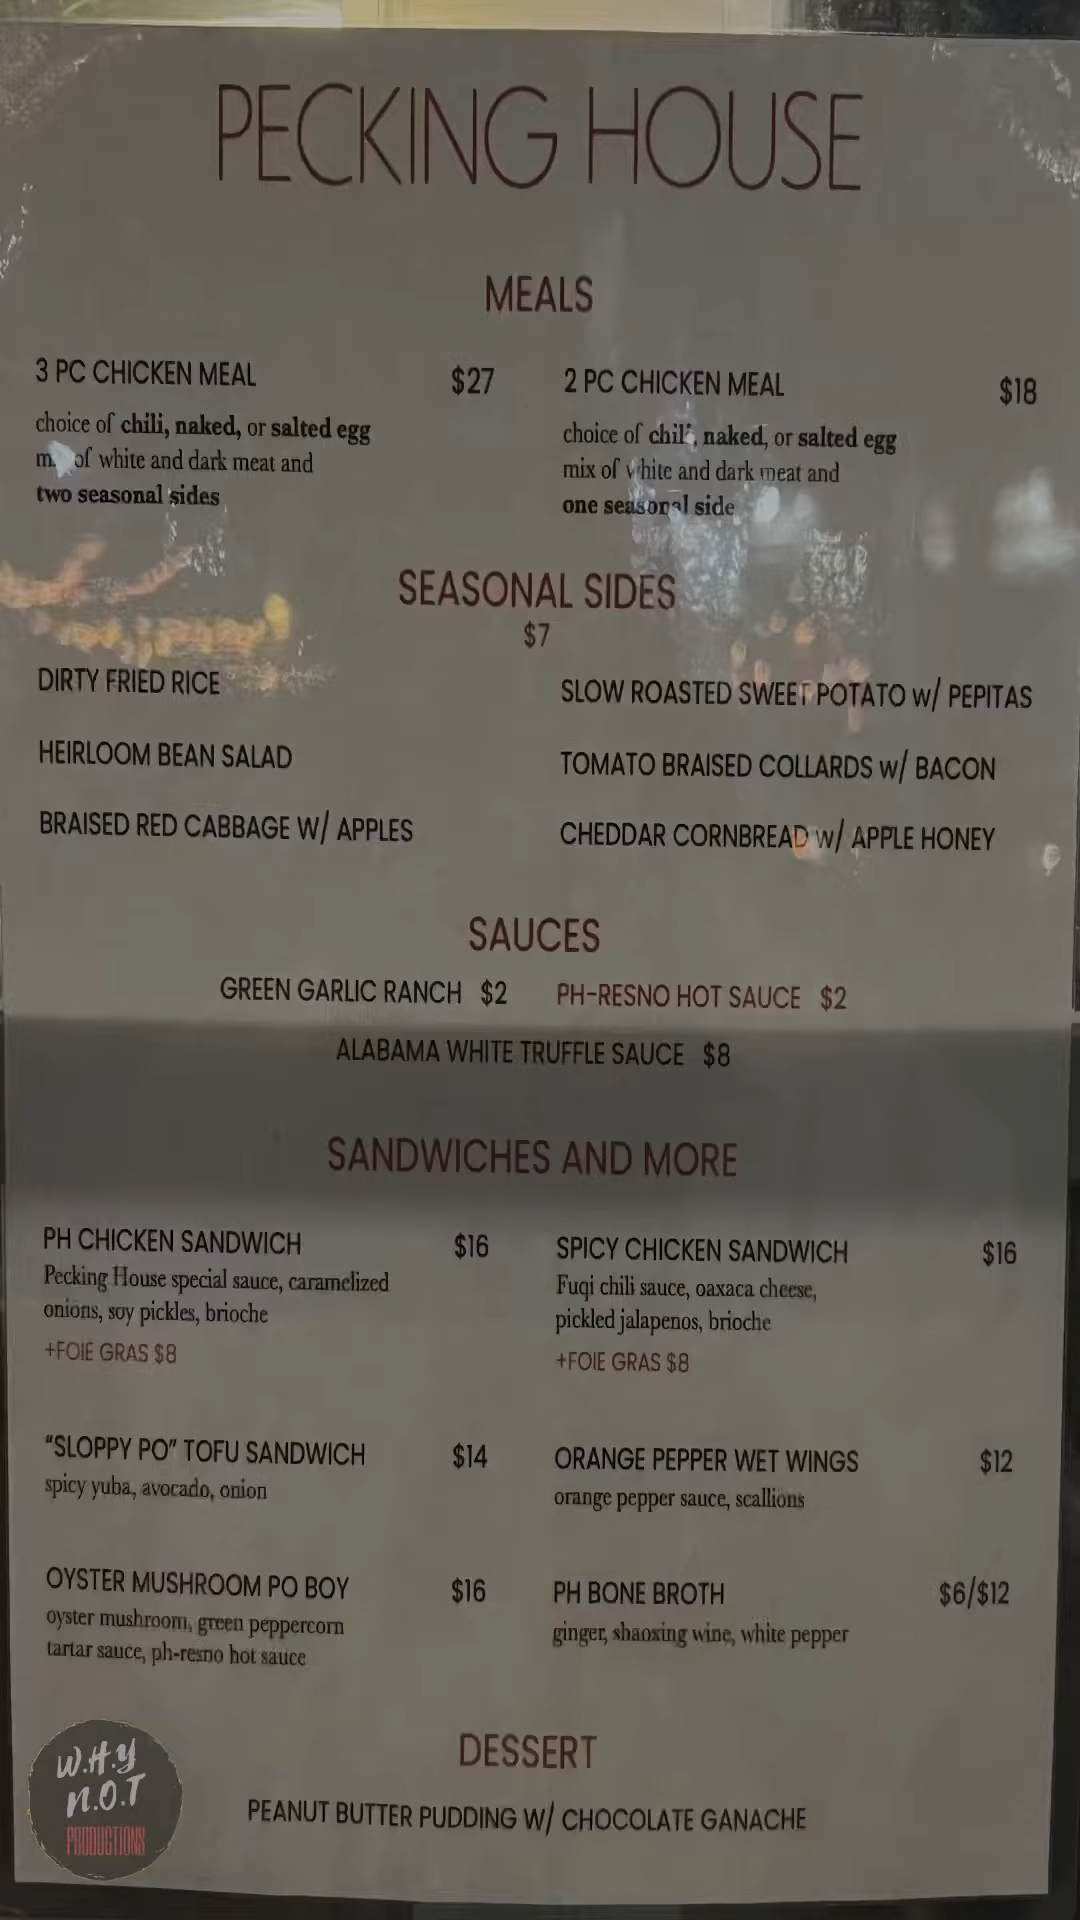 PECKING HOUSE
MEALS
3 PC CHICKEN MEAL $27
choice of chili, naked, or salted egg
of white and dark meat and
two seasonal sides
2 PC CHICKEN MEAL $18
choice of chili, naked, or salted egg
mix of white and dark meat and
one seasonal side
SEASONAL SIDES
$7
DIRTY FRIED RICE
HEIRLOOM BEAN SALAD
BRAISED RED CABBAGE W/ APPLES
SLOW ROASTED SWEET POTATO w/ PEPITAS
TOMATO BRAISED COLLARDS w/ BACON
CHEDDAR CORNBREAD w/ APPLE HONEY
SAUCES
GREEN GARLIC RANCH $2 PH-RESNO HOT SAUCE $2
ALABAMA WHITE TRUFFLE SAUCE $8
SANDWICHES AND MORE
PH CHICKEN SANDWICH $16
Pecking House special sauce, caramelized
onions, soy pickles, brioche
+FOIE GRAS $8
SPICY CHICKEN SANDWICH $16
Fuqi chili sauce, oaxaca cheese,
pickled jalapenos, brioche
+FOIE GRAS $8
"SLOPPY PO" TOFU SANDWICH $14
spicy yuba, avocado, onion
ORANGE PEPPER WET WINGS $12
orange pepper sauce, scallions
OYSTER MUSHROOM PO BOY $16
oyster mushroom, green peppercorn
tartar sauce, ph-resno hot sauce
PH BONE BROTH $6/$12
ginger, shaoxing wine, white pepper
DESSERT
PEANUT BUTTER PUDDING W/ CHOCOLATE GANACHE
W.H.Y
N.O.T
PRODUCTIONS